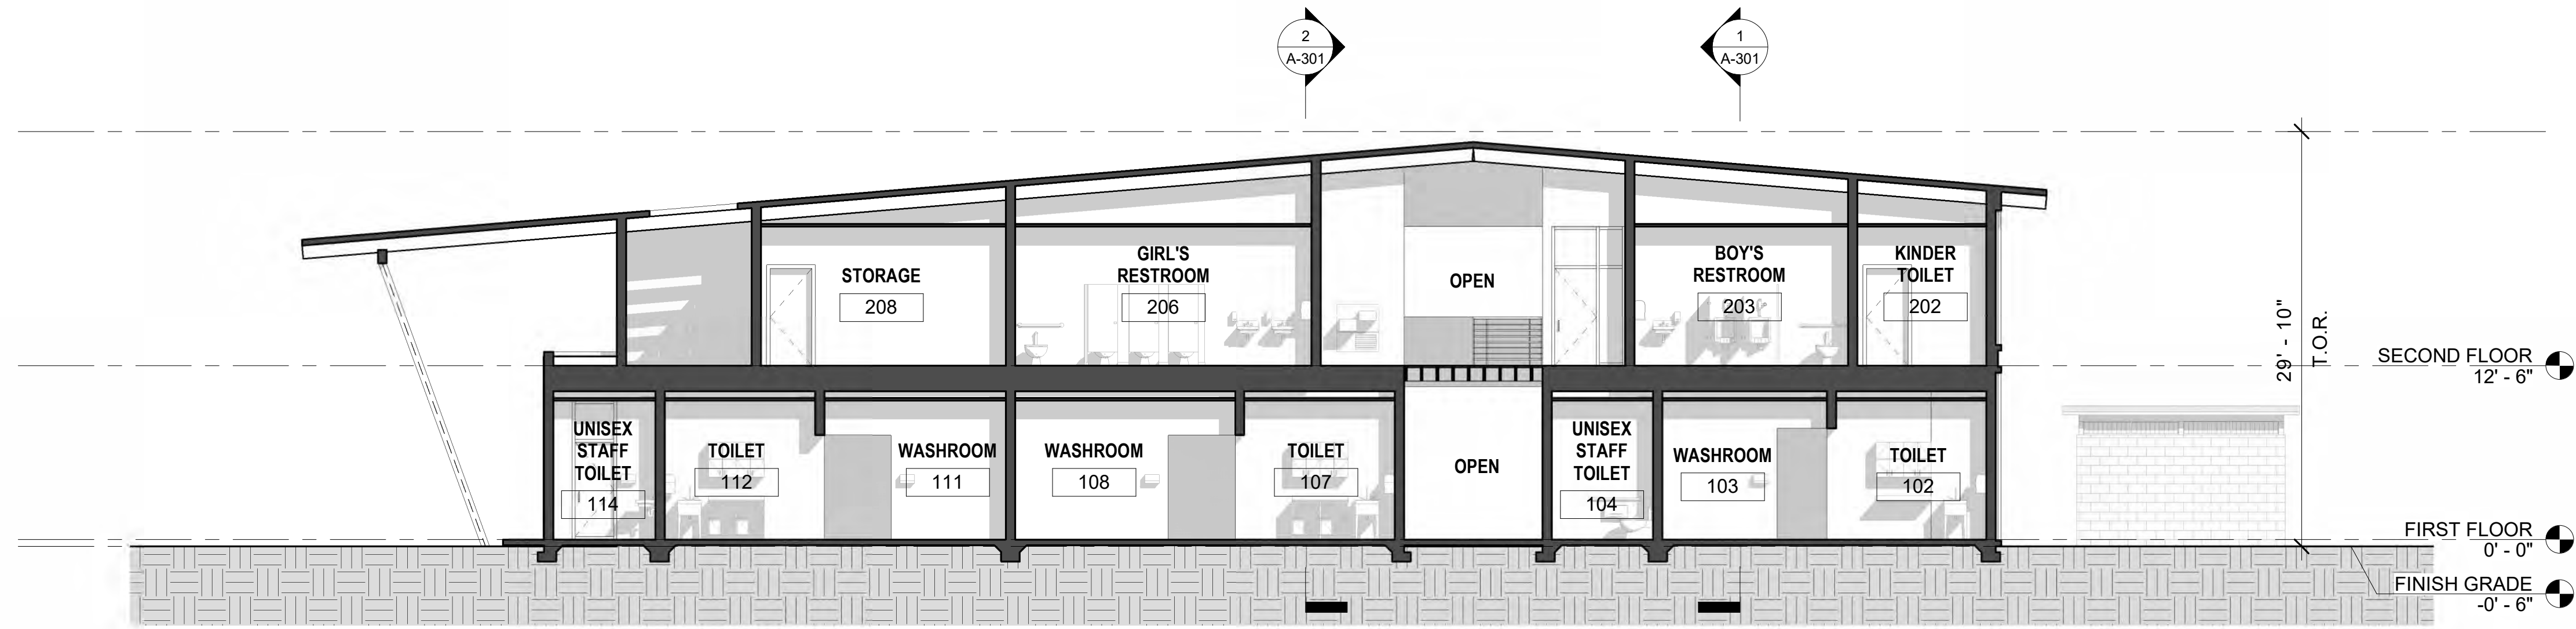 2
A-301
1
A-301
STORAGE
208
GIRL'S
RESTROOM
206
OPEN
BOY'S
RESTROOM
203
KINDER
TOILET
202
29' - 10"
T.O.R.
SECOND FLOOR
12' - 6"
UNISEX
STAFF
TOILET
114
TOILET
112
WASHROOM
111
WASHROOM
108
TOILET
107
OPEN
UNISEX
STAFF
TOILET
104
WASHROOM
103
TOILET
102
FIRST FLOOR
0' - 0"
FINISH GRADE
-0' - 6"